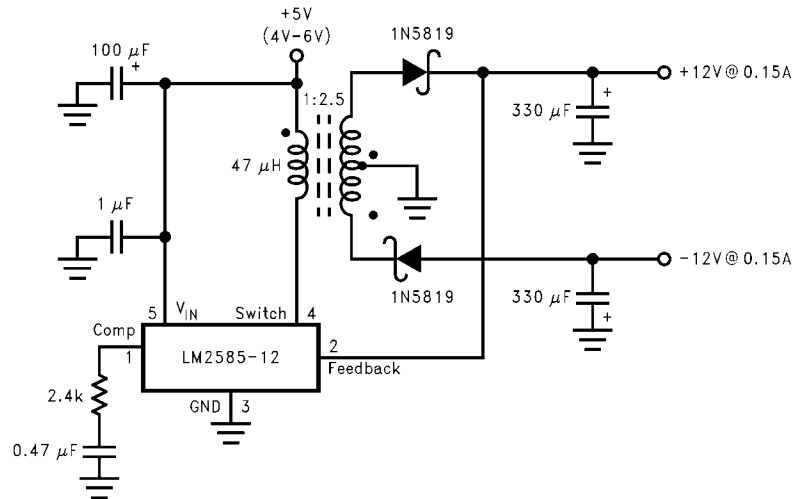 +5V
(4V-6V)
1N5819
100 µF
+
1:2.5
+12V@0.15A
+
330 µF
47 µH
1 µF
-12V@0.15A
1N5819
330 µF
+
5 VIN Switch 4
Comp
1
LM2585-12
2
Feedback
2.4k
GND 3
0.47 µF